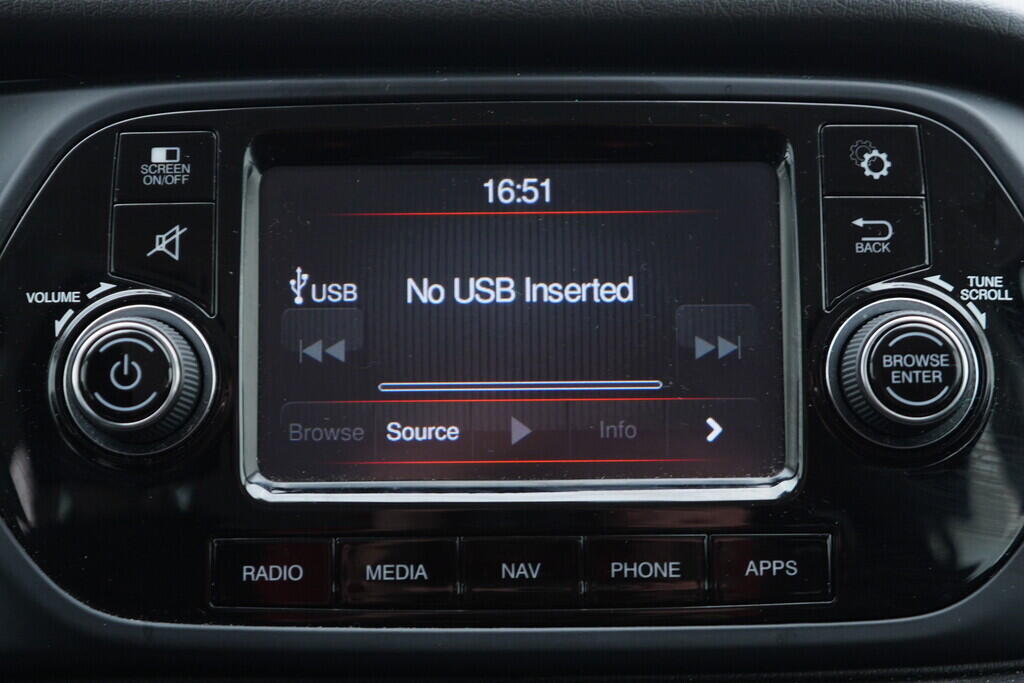 SCREEN
ON/OFF
16:51
BACK
VOLUME
TUNE
SCROLL
USB
No USB Inserted
BROWSE
ENTER
Browse
Source
Info
RADIO
MEDIA
NAV
PHONE
APPS